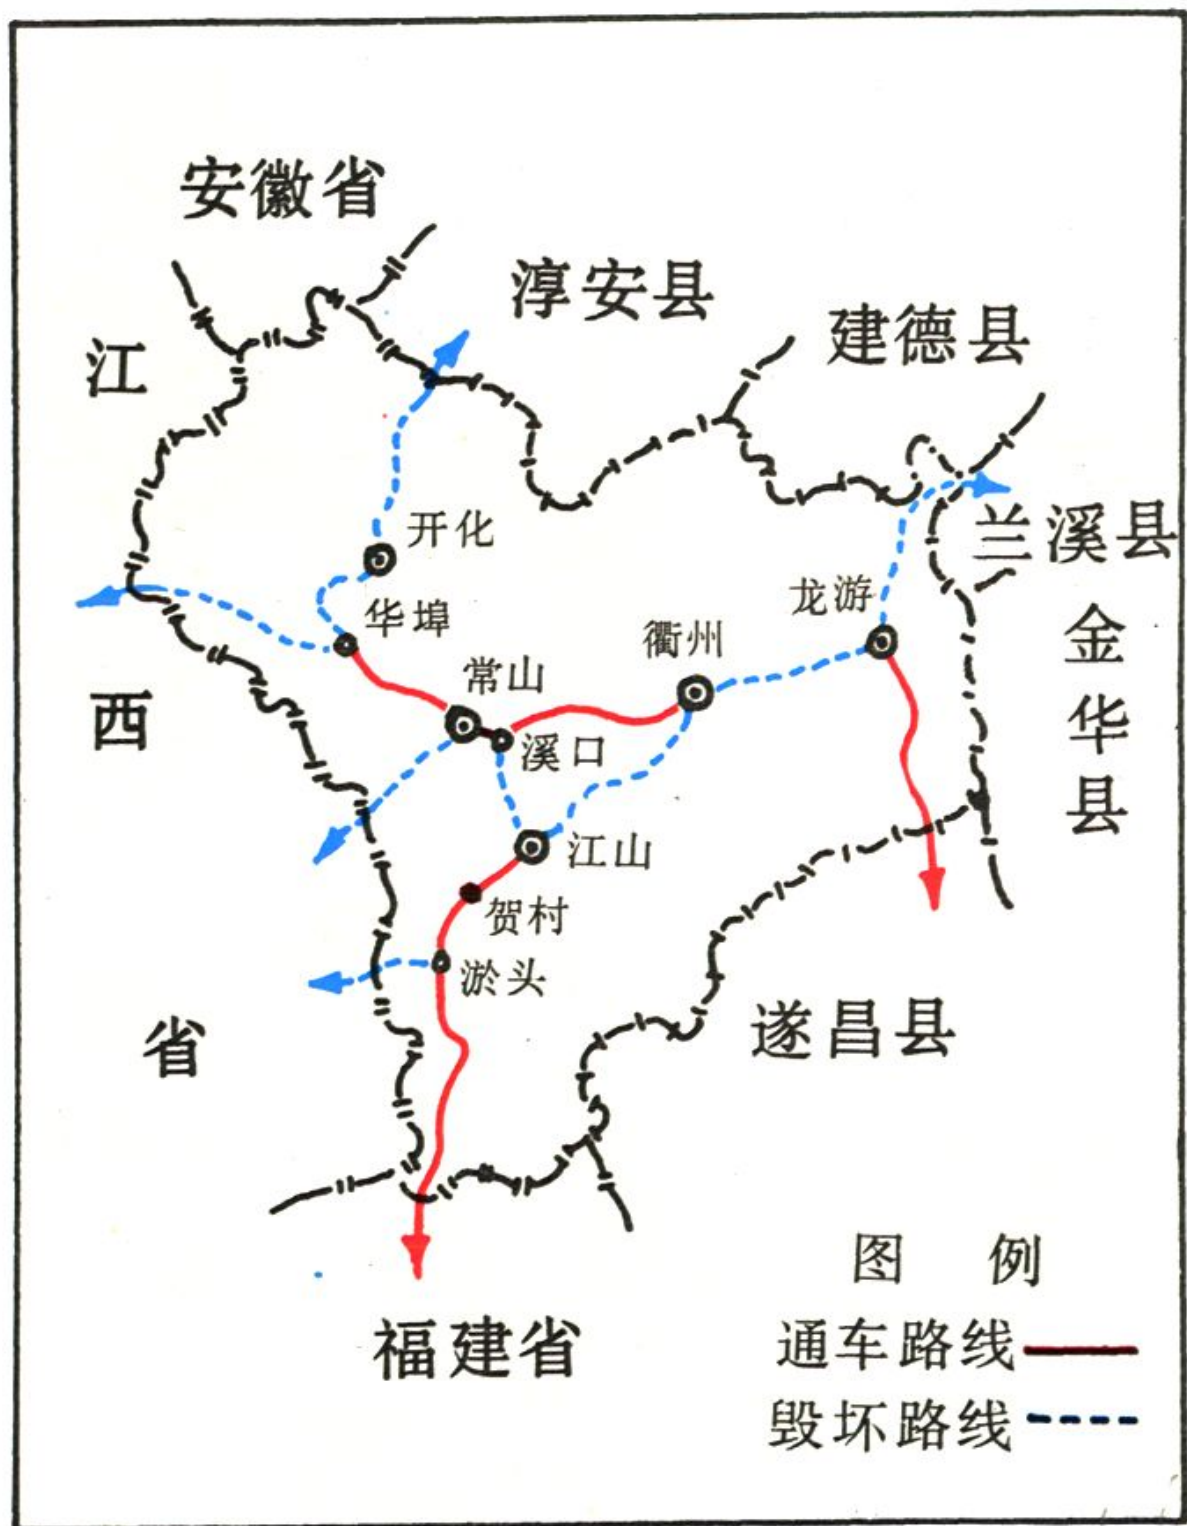 安徽省
淳安县
建德县
江西省
兰溪县
金华县
开化
龙游
华埠
衢州
常山
溪口
江山
贺村
淤头
遂昌县
福建省
图 例
通车路线
毁坏路线